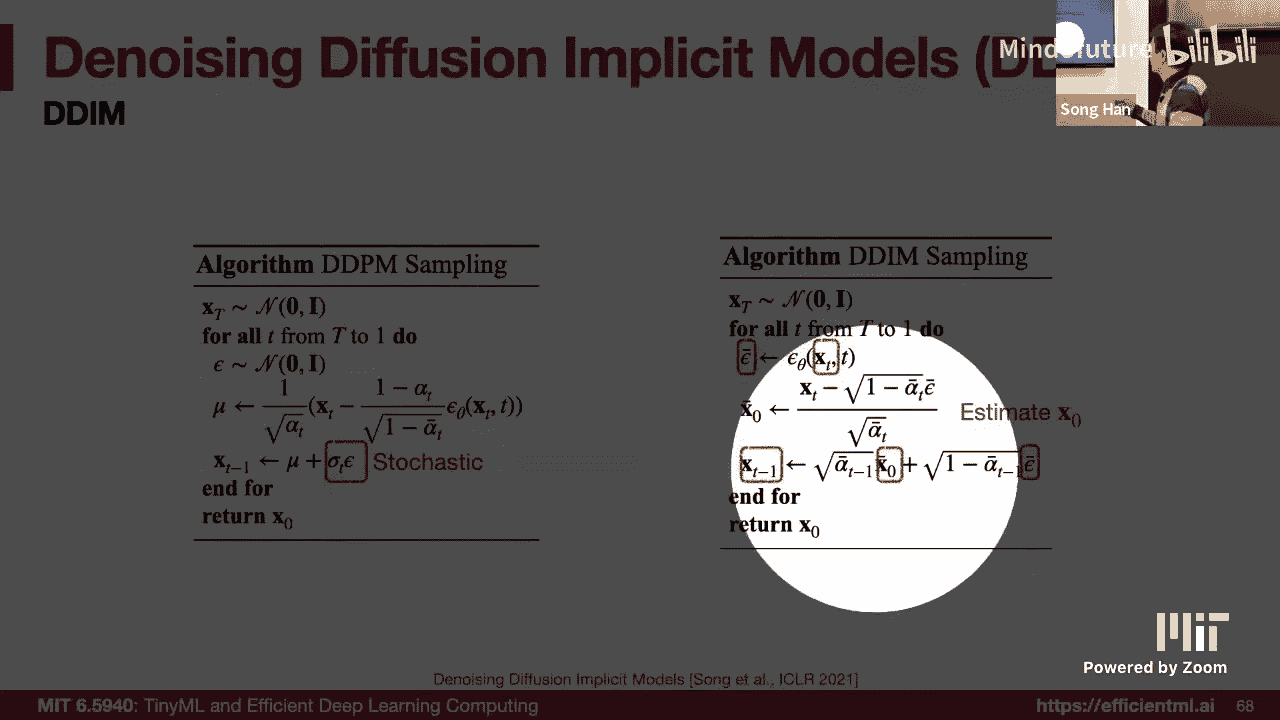 Denoising Diffusion Implicit Models (DD
DDIM
Mindofuture bilibili
Song Han
Algorithm DDPM Sampling
x_T ~ 𝒩(0, I)
for all t from T to 1 do
ϵ ~ 𝒩(0, I)
μ ← 1/√α_t (x_t − (1 − α_t)/√(1 − ᾱ_t) ϵ_θ(x_t, t))
x_{t−1} ← μ + σ_t ϵ Stochastic
end for
return x_0
Algorithm DDIM Sampling
x_T ~ 𝒩(0, I)
for all t from T to 1 do
ϵ̄ ← ϵ_θ(x_t, t)
x̄_0 ← (x_t − √(1 − ᾱ_t) ϵ̄)/√ᾱ_t Estimate x_0
x_{t−1} ← √ᾱ_{t−1} x̄_0 + √(1 − ᾱ_{t−1}) ϵ̄
end for
return x_0
MIT
Powered by Zoom
Denoising Diffusion Implicit Models [Song et al., ICLR 2021]
MIT 6.5940: TinyML and Efficient Deep Learning Computing
https://efficientml.ai 68